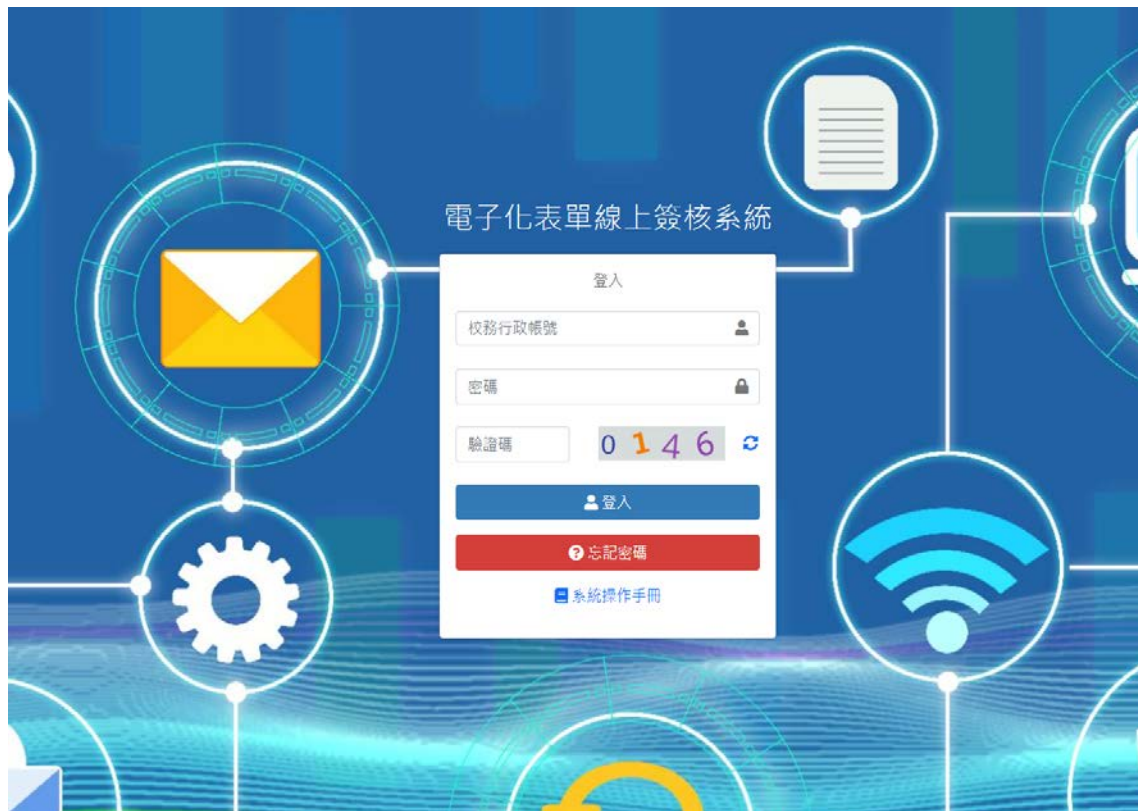 電子化表單線上簽核系統
登入
校務行政帳號
密碼
驗證碼 0146
登入
忘記密碼
系統操作手冊